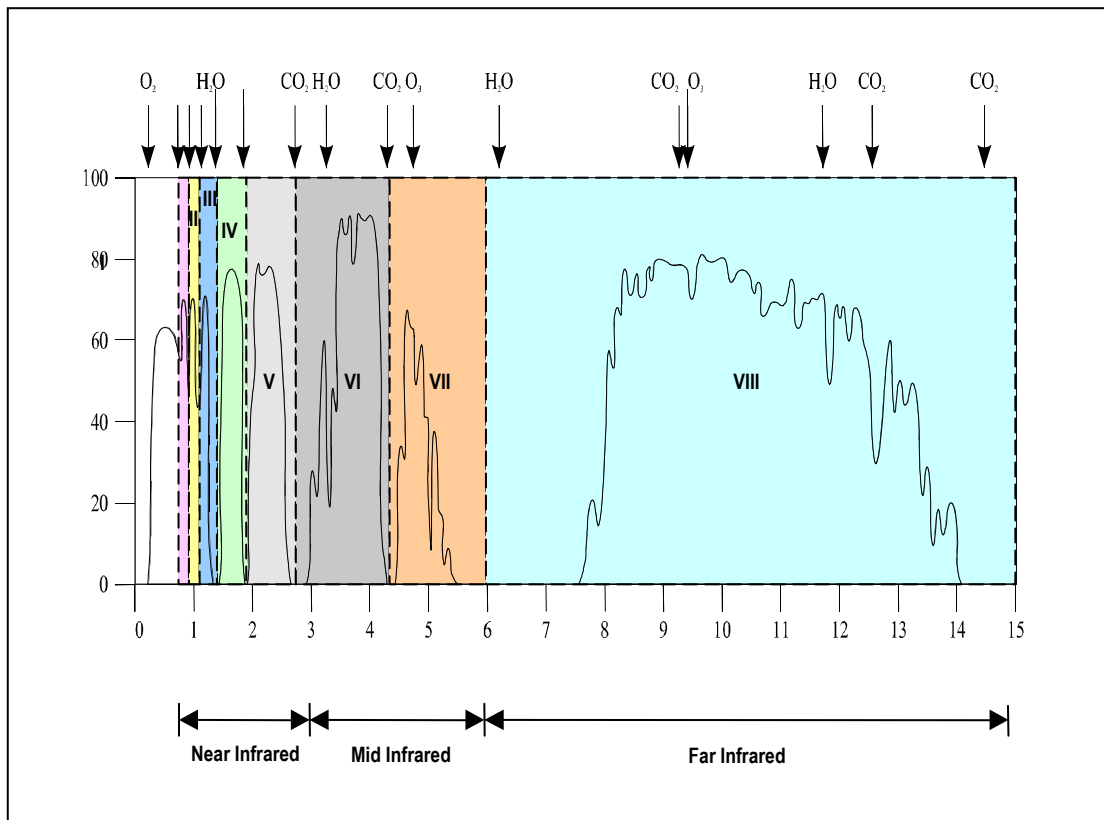 O₂ H₂O CO₂ H₂O CO₂ O₃ H₂O CO₂ O₃ H₂O CO₂ CO₂
100
III
II
IV
80
I
60
V VI VII VIII
40
20
0
0 1 2 3 4 5 6 7 8 9 10 11 12 13 14 15
Near Infrared Mid Infrared Far Infrared